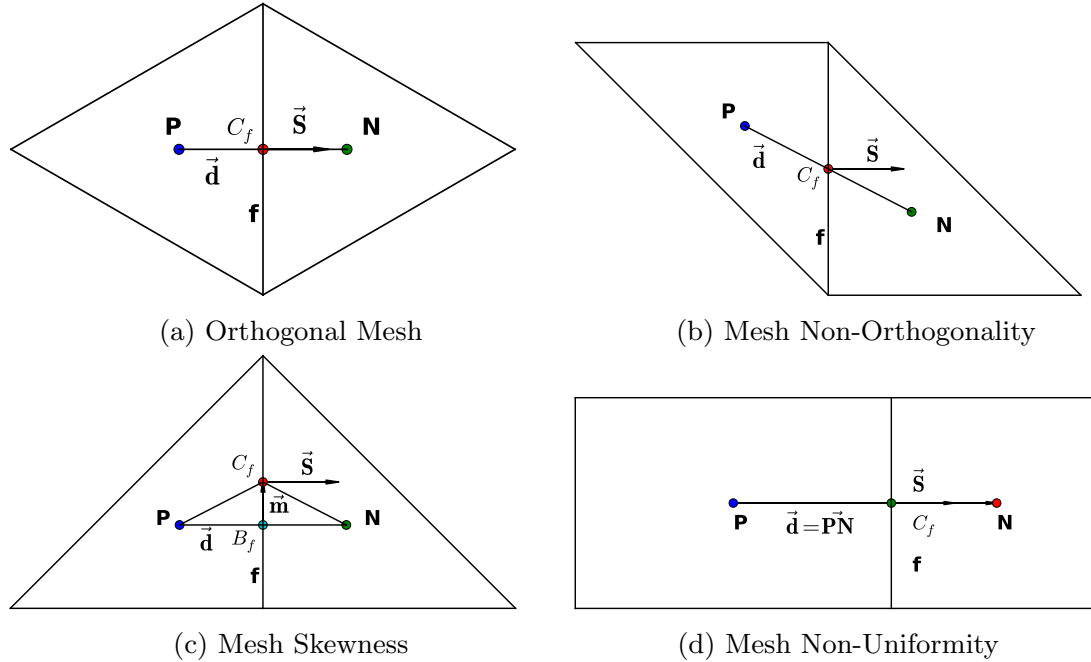 P C_f S⃗ N
d⃗
f
(a) Orthogonal Mesh
P
d⃗ S⃗
C_f
N
f
(b) Mesh Non-Orthogonality
C_f S⃗
m⃗
P N
d⃗ B_f
f
(c) Mesh Skewness
S⃗
P d⃗=PN⃗ C_f N
f
(d) Mesh Non-Uniformity